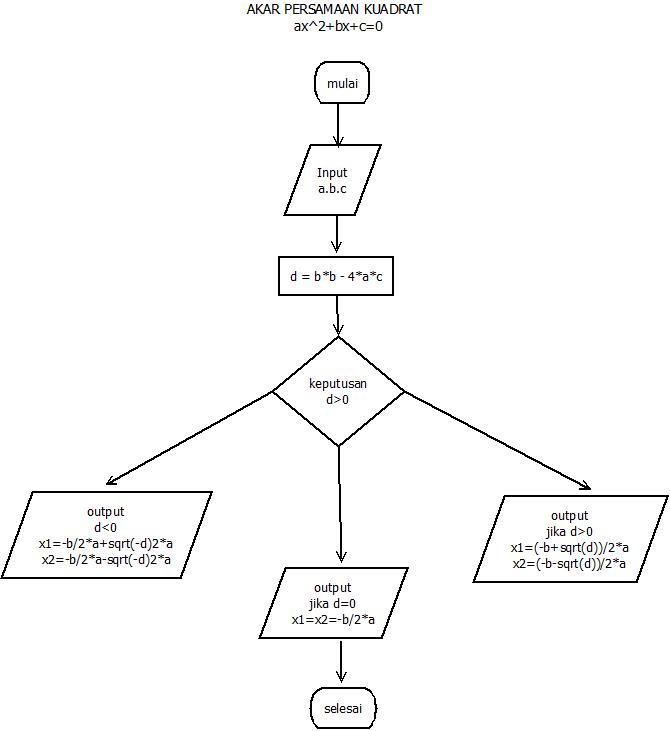 AKAR PERSAMAAN KUADRAT
ax^2+bx+c=0
mulai
Input
a.b.c
d = b*b - 4*a*c
keputusan
d>0
output
d<0
x1=-b/2*a+sqrt(-d)2*a
x2=-b/2*a-sqrt(-d)2*a
output
jika d=0
x1=x2=-b/2*a
output
jika d>0
x1=(-b+sqrt(d))/2*a
x2=(-b-sqrt(d))/2*a
selesai